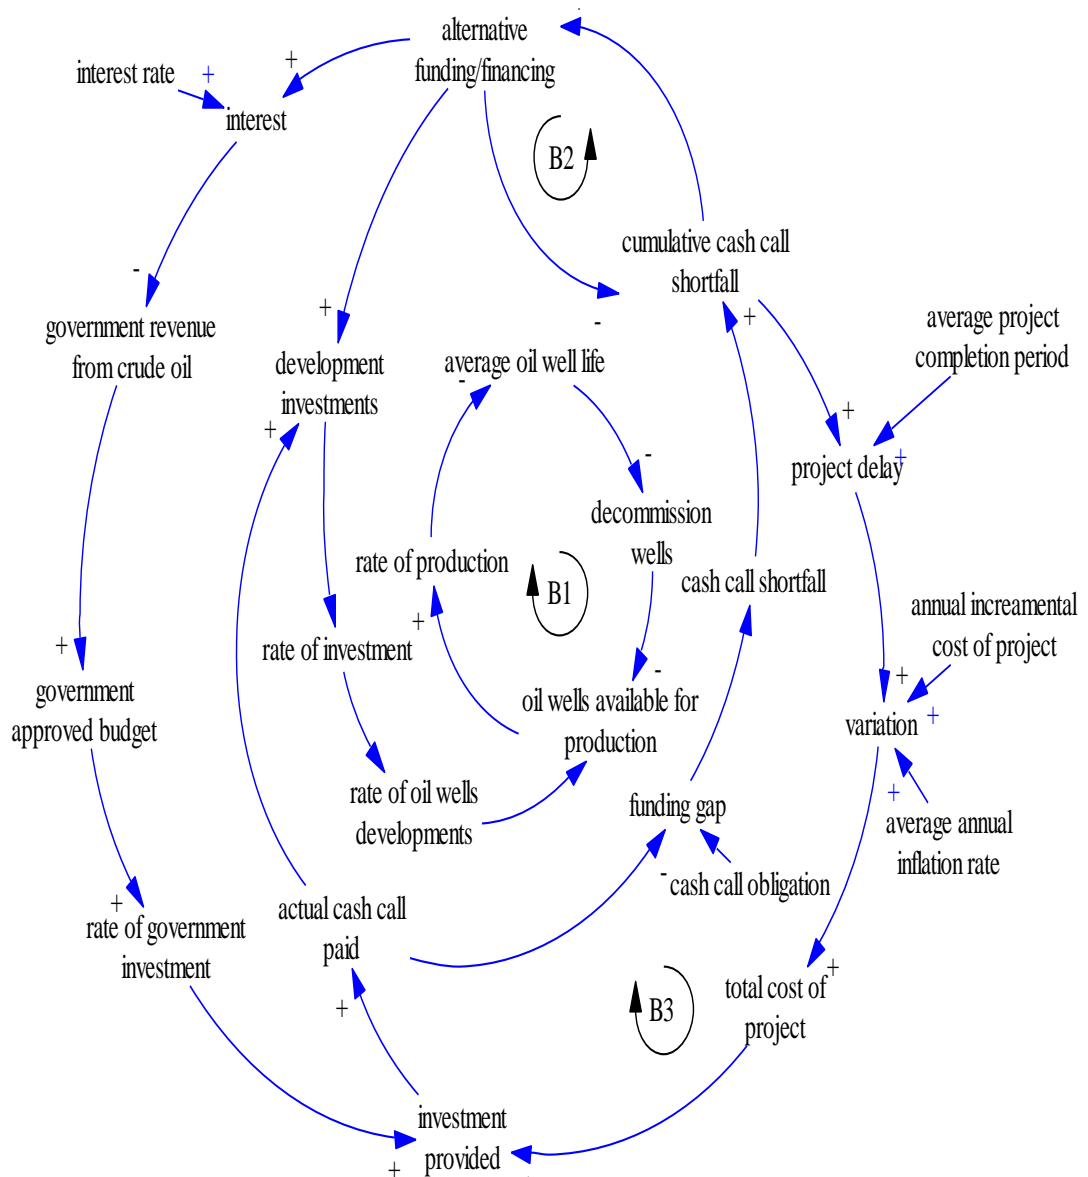 alternative
funding/financing
interest rate
+
+
interest
B2
cumulative cash call
shortfall
-
government revenue
from crude oil
+
development
investments
+
-
average oil well life
-
+
average project
completion period
+
project delay
+
-
decommission
wells
rate of production
+
B1
cash call shortfall
annual increamental
cost of project
rate of investment
+
government
approved budget
-
oil wells available for
production
+
variation
+
+
rate of oil wells
developments
funding gap
average annual
inflation rate
-
cash call obligation
+
rate of government
investment
actual cash call
paid
+
+
total cost of
project
B3
investment
provided
+